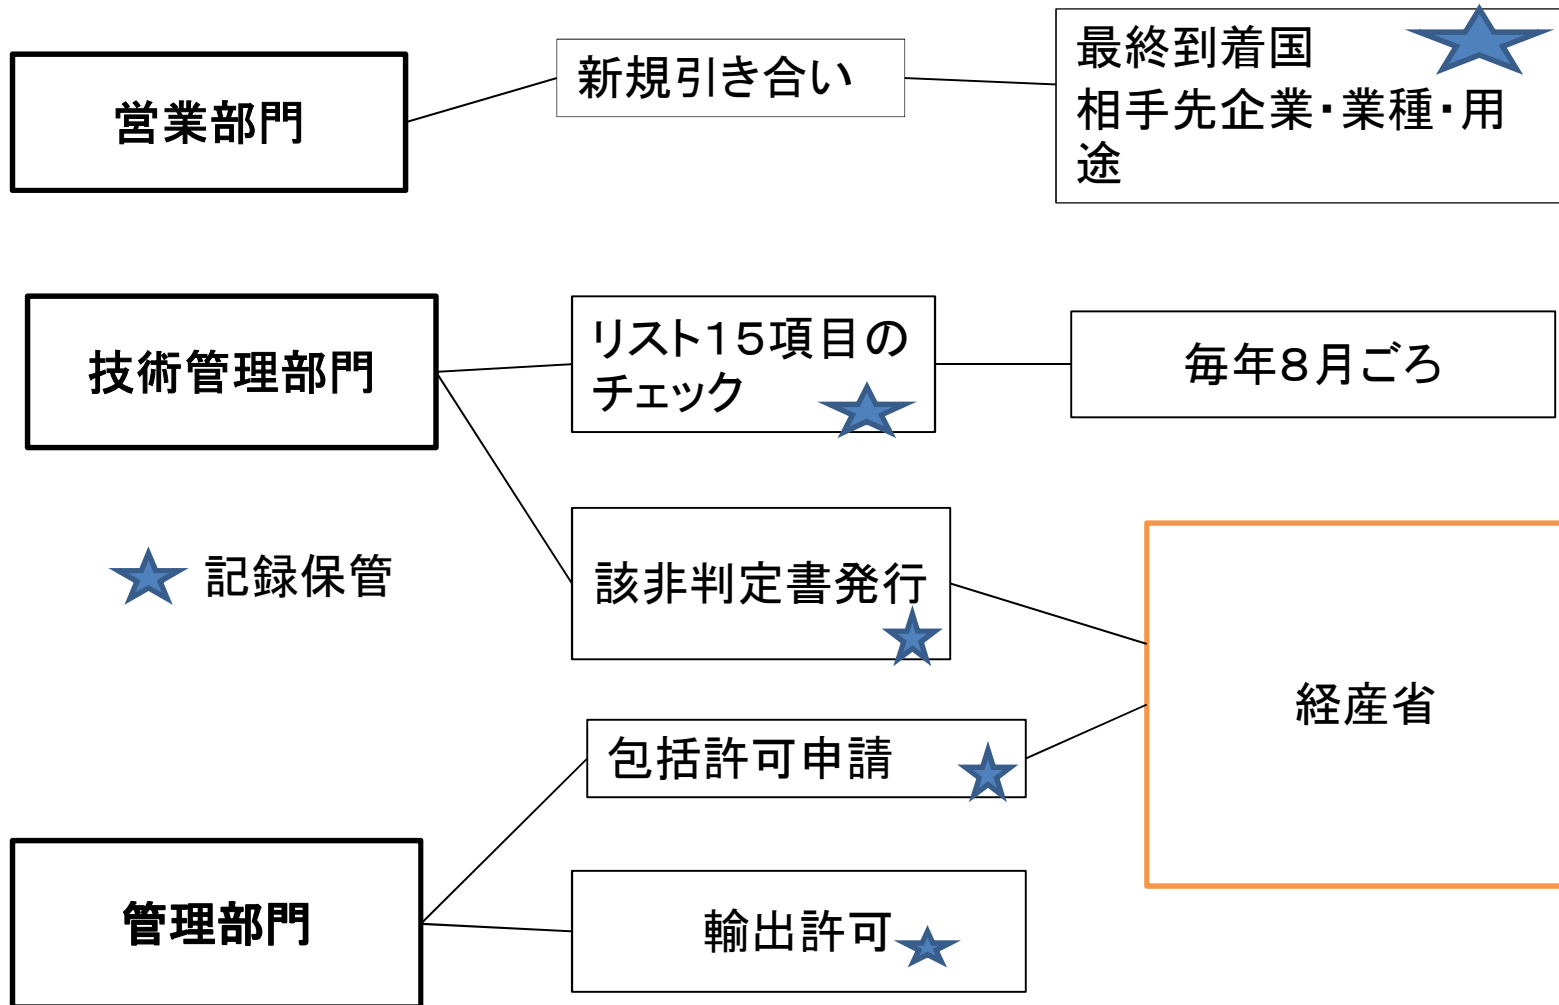 営業部門
新規引き合い
最終到着国
相手先企業・業種・用
途
技術管理部門
リスト15項目の
チェック
毎年8月ごろ
記録保管
該非判定書発行
経産省
包括許可申請
管理部門
輸出許可